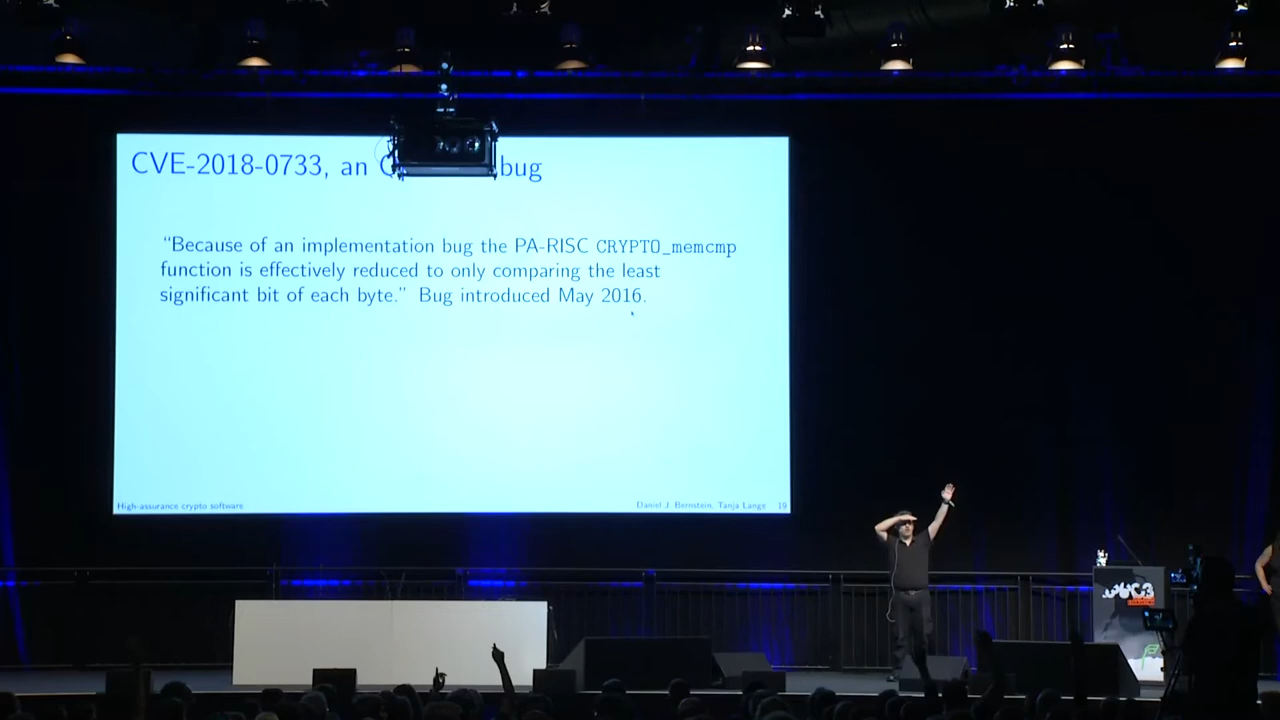 CVE-2018-0733, an bug
“Because of an implementation bug the PA-RISC CRYPTO_memcmp
function is effectively reduced to only comparing the least
significant bit of each byte.” Bug introduced May 2016.
High-assurance crypto software
Daniel J. Bernstein, Tanja Lange 19